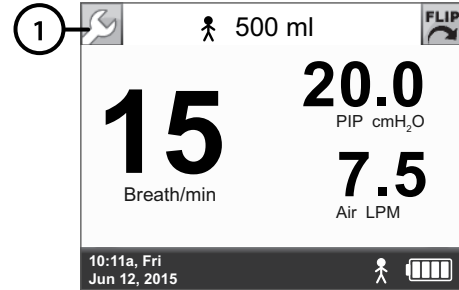 1
500 ml
FLIP
15
Breath/min
20.0
PIP cmH₂O
7.5
Air LPM
10:11a, Fri
Jun 12, 2015